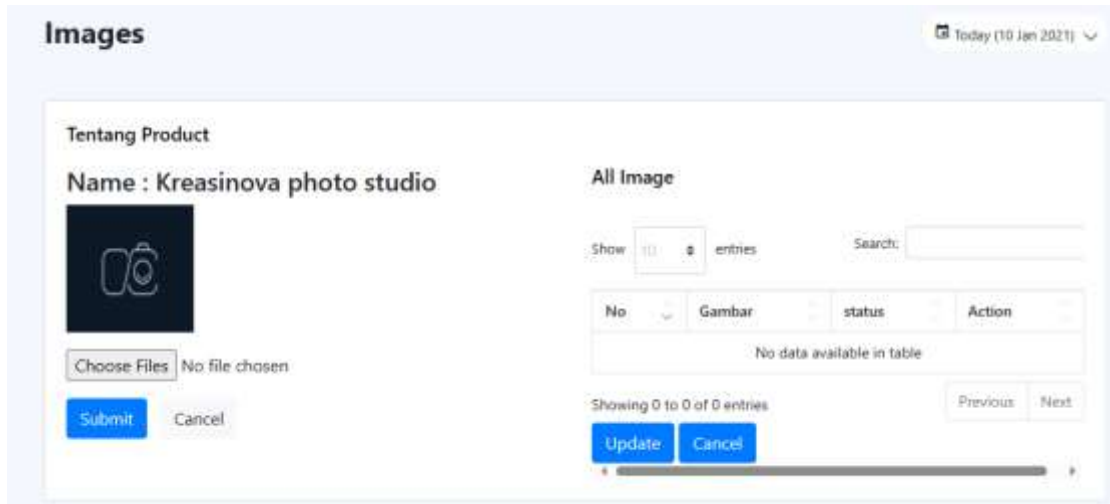 Images
Today (10 Jan 2021)
Tentang Product
Name : Kreasinova photo studio
Choose Files No file chosen
Submit Cancel
All Image
Show 10 entries Search:
No Gambar status Action
No data available in table
Showing 0 to 0 of 0 entries
Previous Next
Update Cancel